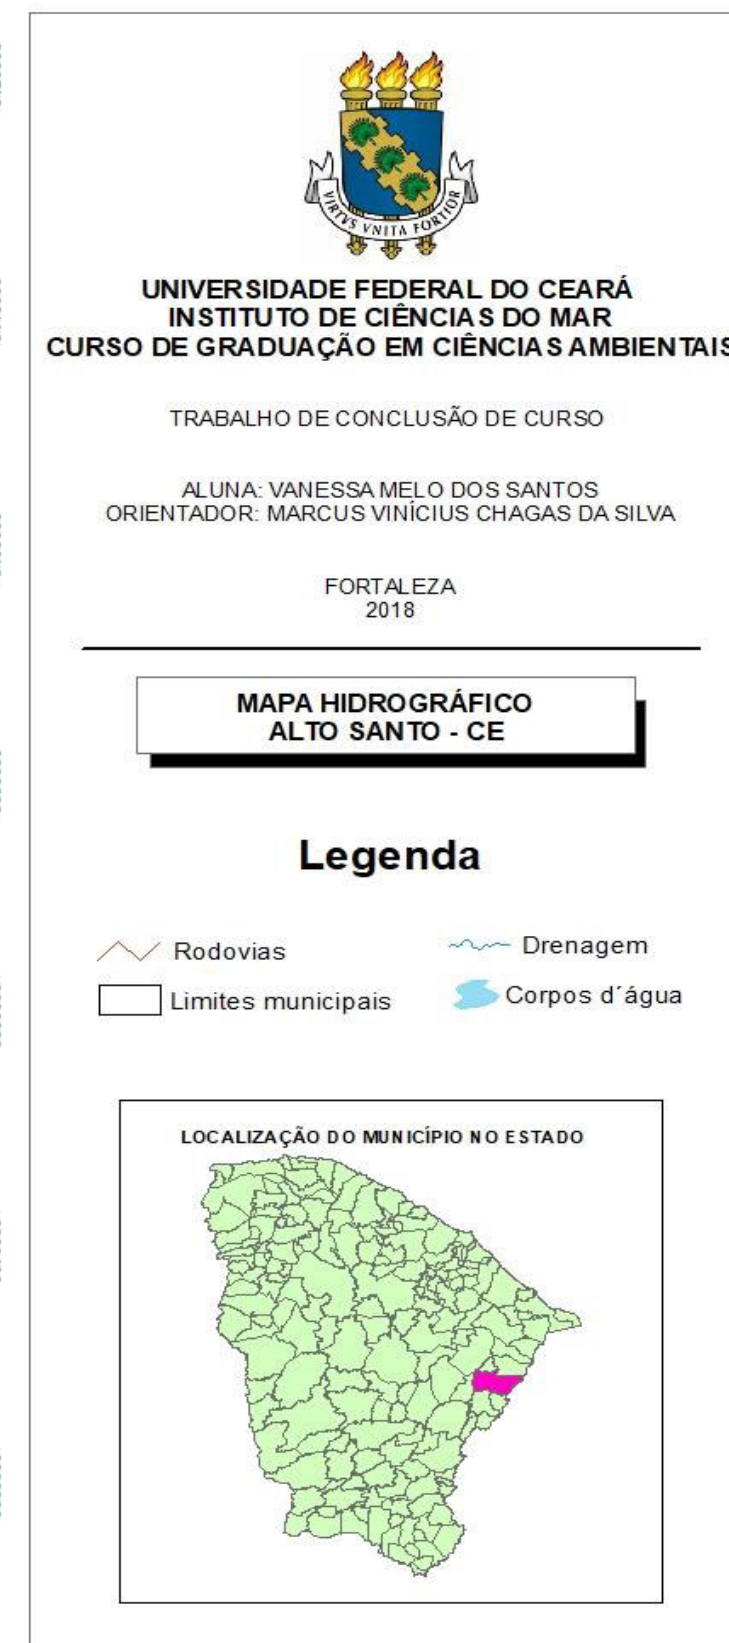 VIRTVS VNITA FORTIOR
UNIVERSIDADE FEDERAL DO CEARÁ
INSTITUTO DE CIÊNCIAS DO MAR
CURSO DE GRADUAÇÃO EM CIÊNCIAS AMBIENTAIS
TRABALHO DE CONCLUSÃO DE CURSO
ALUNA: VANESSA MELO DOS SANTOS
ORIENTADOR: MARCUS VINÍCIUS CHAGAS DA SILVA
FORTALEZA
2018
MAPA HIDROGRÁFICO
ALTO SANTO - CE
Legenda
Rodovias
Drenagem
Limites municipais
Corpos d´água
LOCALIZAÇÃO DO MUNICÍPIO NO ESTADO